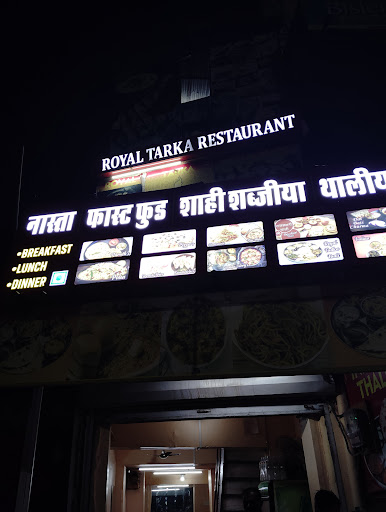 ROYAL TARKA RESTAURANT
नास्ता फास्ट फुड शाही शब्जीया थालीय
•BREAKFAST
•LUNCH
•DINNER